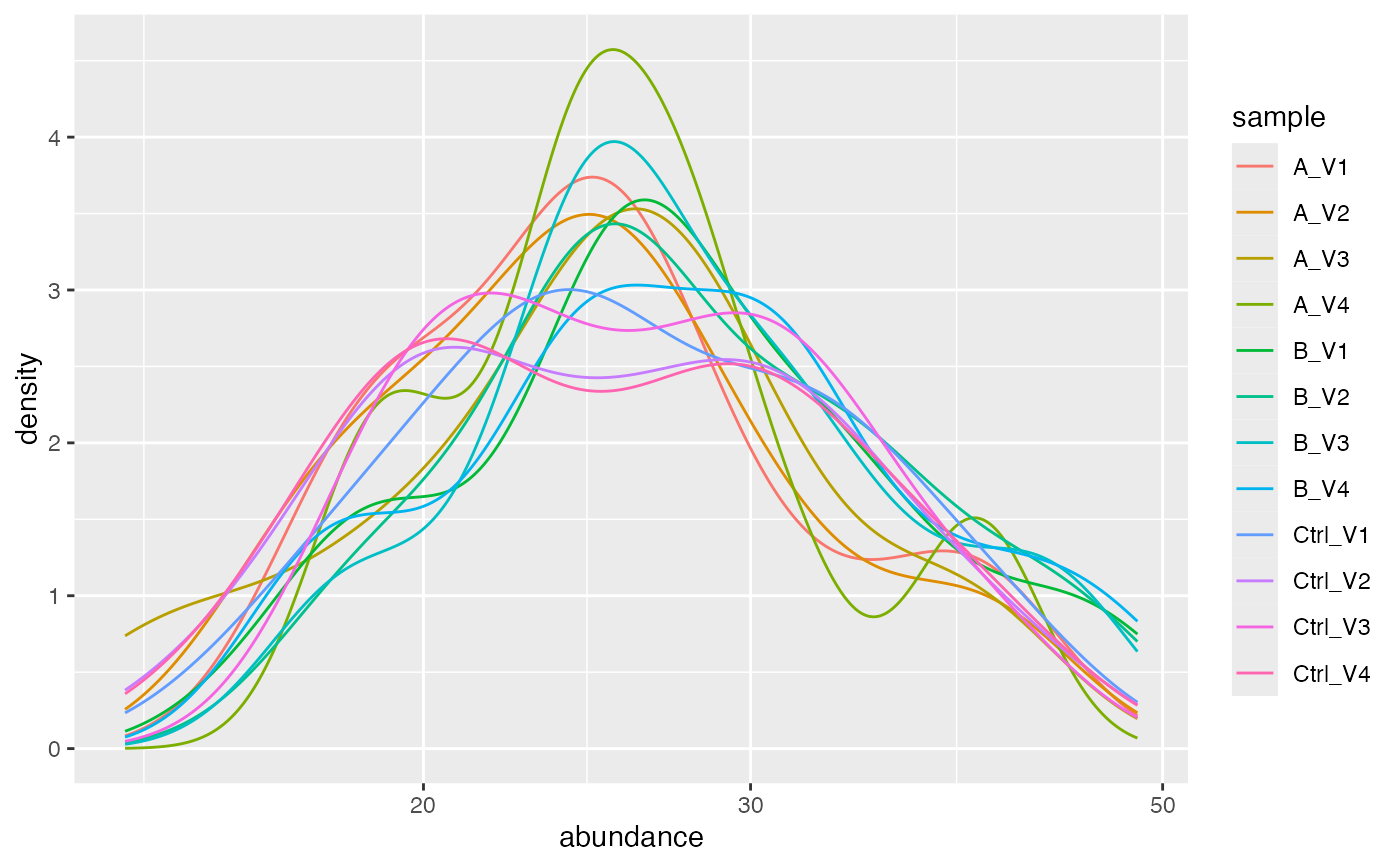 density
4
3
2
1
0
20
30
50
abundance
sample
A_V1
A_V2
A_V3
A_V4
B_V1
B_V2
B_V3
B_V4
Ctrl_V1
Ctrl_V2
Ctrl_V3
Ctrl_V4